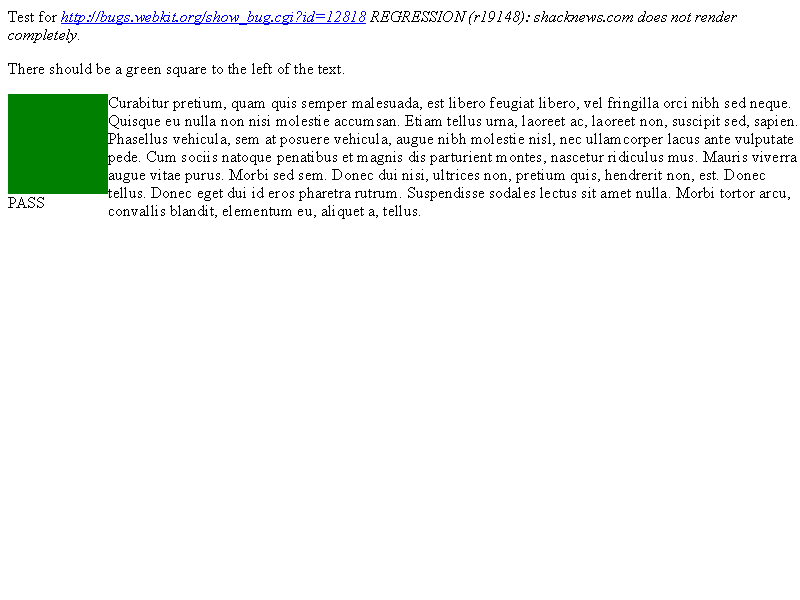 Test for http://bugs.webkit.org/show_bug.cgi?id=12818 REGRESSION (r19148): shacknews.com does not render
completely.
There should be a green square to the left of the text.
Curabitur pretium, quam quis semper malesuada, est libero feugiat libero, vel fringilla orci nibh sed neque.
Quisque eu nulla non nisi molestie accumsan. Etiam tellus urna, laoreet ac, laoreet non, suscipit sed, sapien.
Phasellus vehicula, sem at posuere vehicula, augue nibh molestie nisl, nec ullamcorper lacus ante vulputate
pede. Cum sociis natoque penatibus et magnis dis parturient montes, nascetur ridiculus mus. Mauris viverra
augue vitae purus. Morbi sed sem. Donec dui nisi, ultrices non, pretium quis, hendrerit non, est. Donec
tellus. Donec eget dui id eros pharetra rutrum. Suspendisse sodales lectus sit amet nulla. Morbi tortor arcu,
PASS
convallis blandit, elementum eu, aliquet a, tellus.